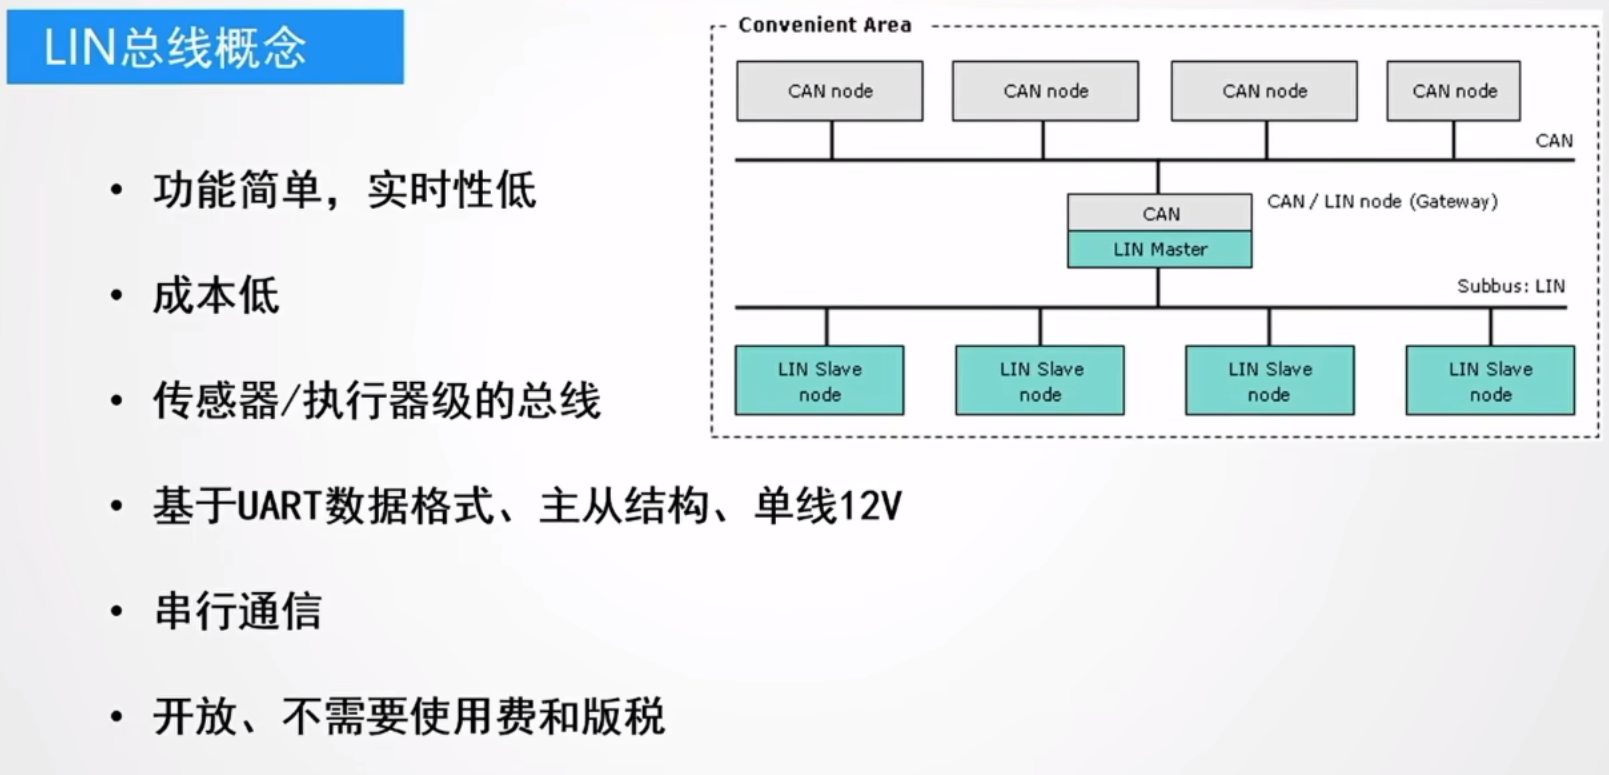 LIN总线概念
• 功能简单，实时性低
• 成本低
• 传感器/执行器级的总线
• 基于UART数据格式、主从结构、单线12V
• 串行通信
• 开放、不需要使用费和版税
Convenient Area
CAN node
CAN node
CAN node
CAN node
CAN
CAN
CAN / LIN node (Gateway)
LIN Master
Subbus: LIN
LIN Slave
node
LIN Slave
node
LIN Slave
node
LIN Slave
node